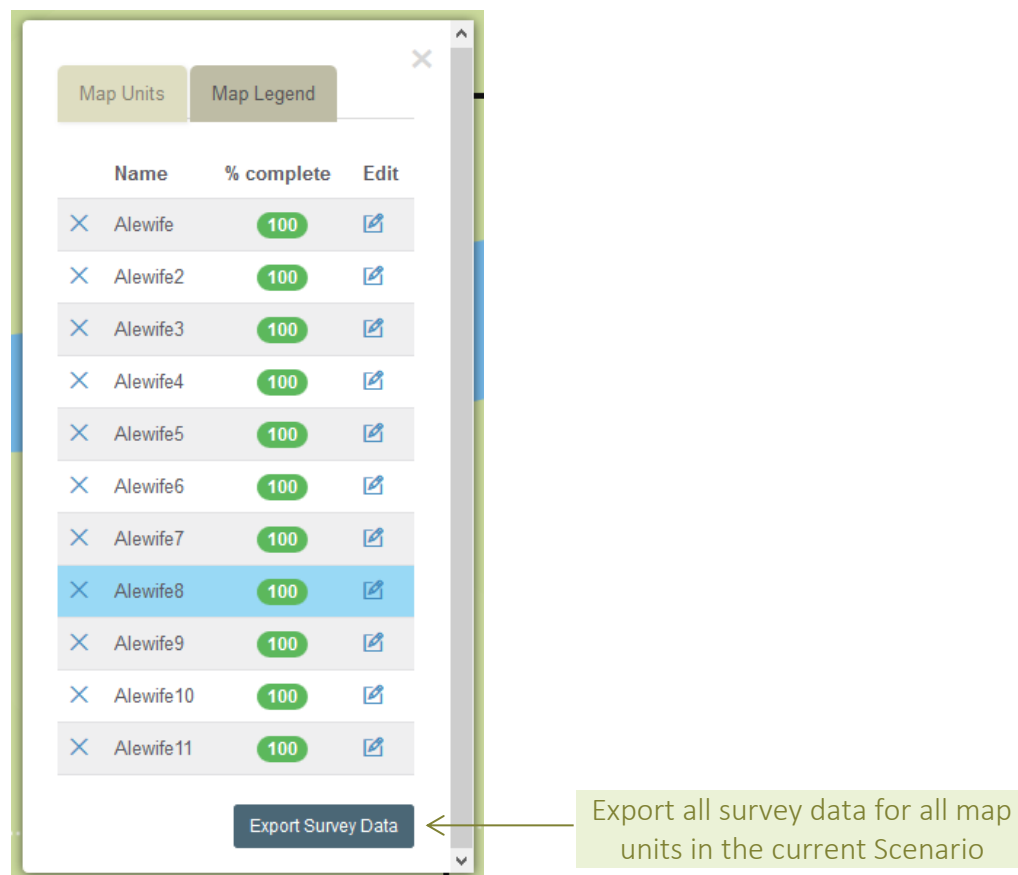 Map Units Map Legend
Name % complete Edit
Alewife 100
Alewife2 100
Alewife3 100
Alewife4 100
Alewife5 100
Alewife6 100
Alewife7 100
Alewife8 100
Alewife9 100
Alewife10 100
Alewife11 100
Export Survey Data
Export all survey data for all map
units in the current Scenario